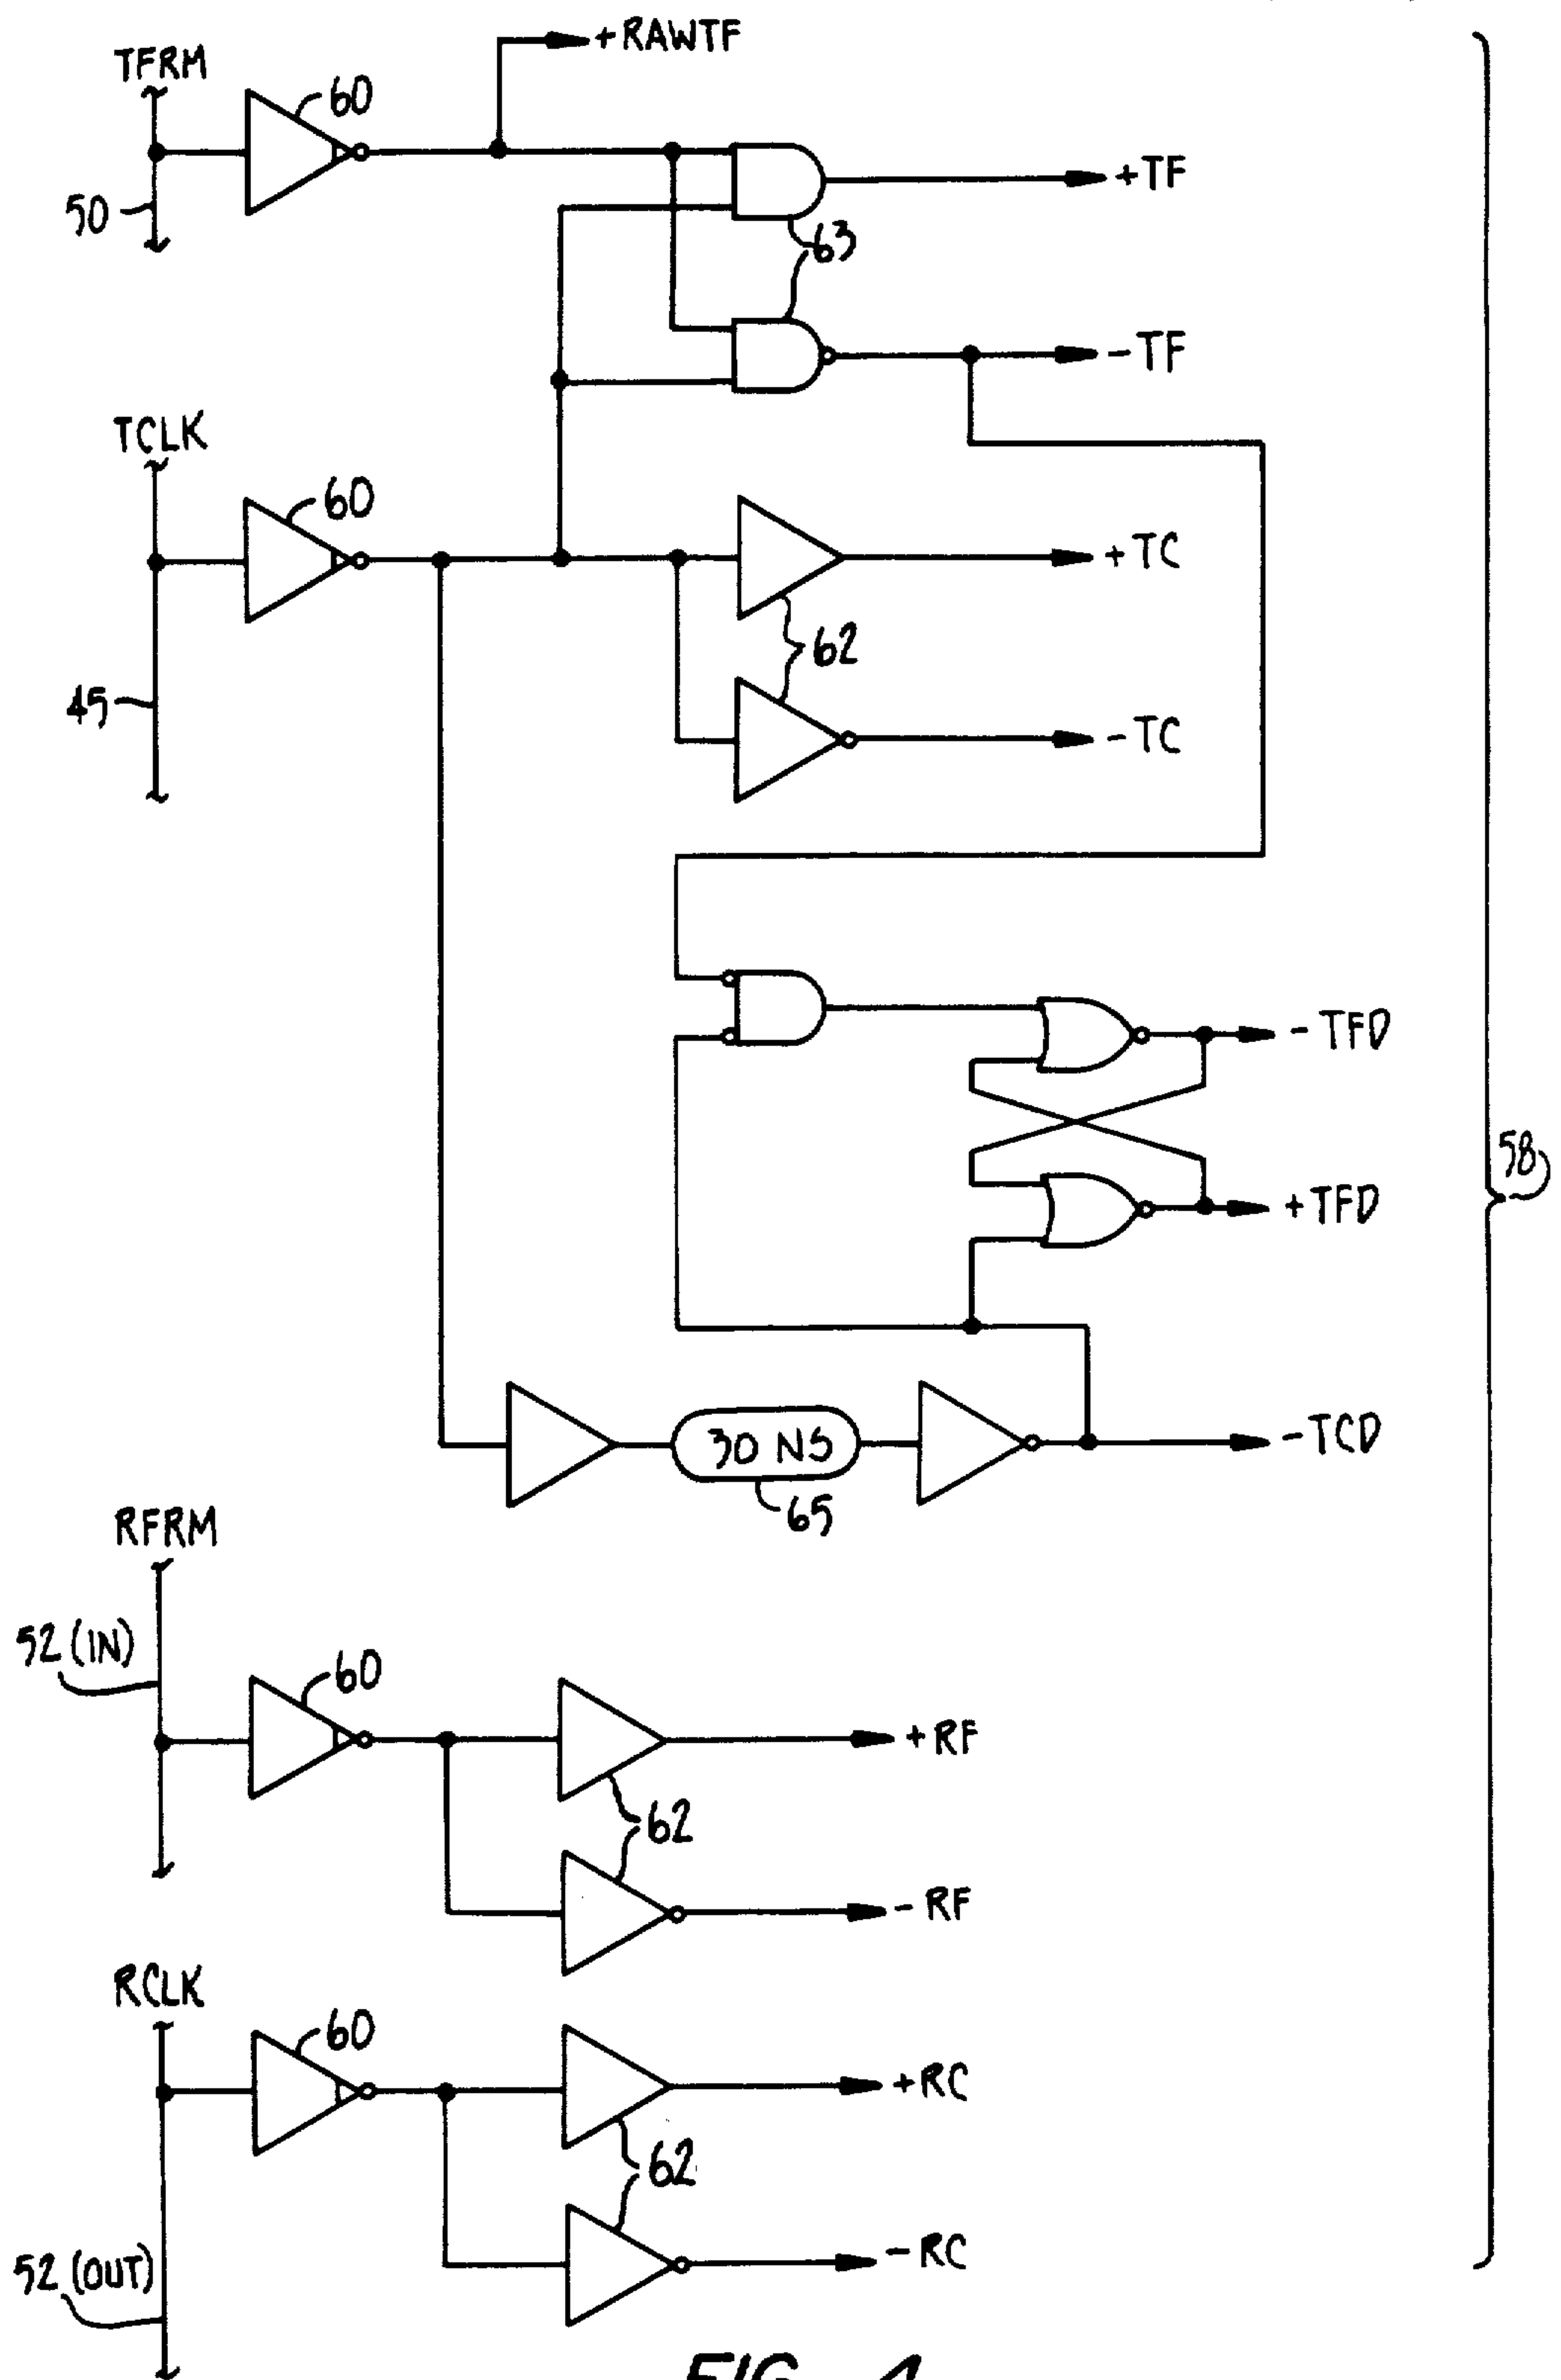 +RAWTF
TFRM
60
50
+TF
63
-TF
TCLK
60
+TC
62
45
-TC
-TFD
58
+TFD
30 NS
-TCD
65
RFRM
52 (IN)
60
+RF
62
-RF
RCLK
60
+RC
62
-RC
52 (OUT)